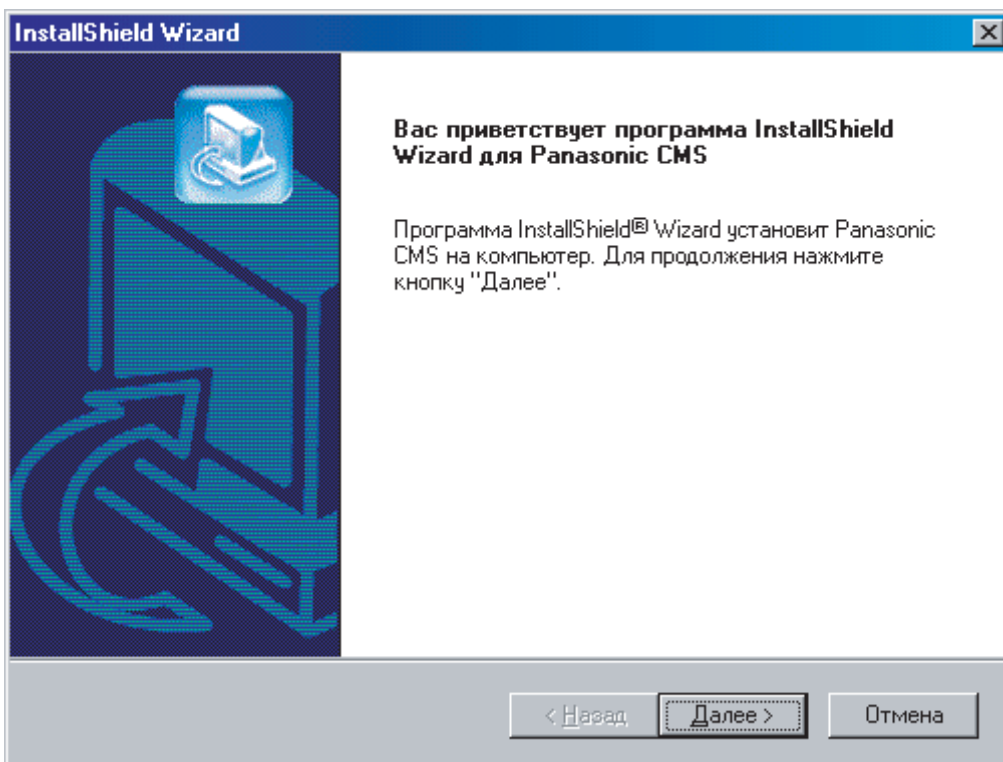 InstallShield Wizard
Вас приветствует программа InstallShield
Wizard для Panasonic CMS
Программа InstallShield® Wizard установит Panasonic
CMS на компьютер. Для продолжения нажмите
кнопку "Далее".
< Назад
Далее >
Отмена